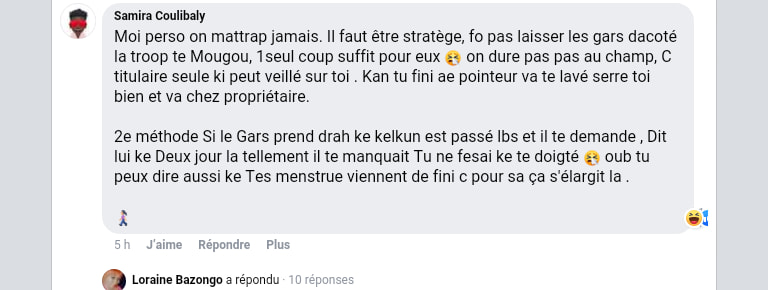 Samira Coulibaly
Moi perso on mattrap jamais. Il faut être stratège, fo pas laisser les gars dacoté
la troop te Mougou, 1seul coup suffit pour eux 🤧 on dure pas pas au champ, C
titulaire seule ki peut veillé sur toi . Kan tu fini ae pointeur va te lavé serre toi
bien et va chez propriétaire.
2e méthode Si le Gars prend drah ke kelkun est passé lbs et il te demande , Dit
lui ke Deux jour la tellement il te manquait Tu ne fesai ke te doigté 🤧 oub tu
peux dire aussi ke Tes menstrue viennent de fini c pour sa ça s'élargit la .
5 h J'aime Répondre Plus
Loraine Bazongo a répondu · 10 réponses